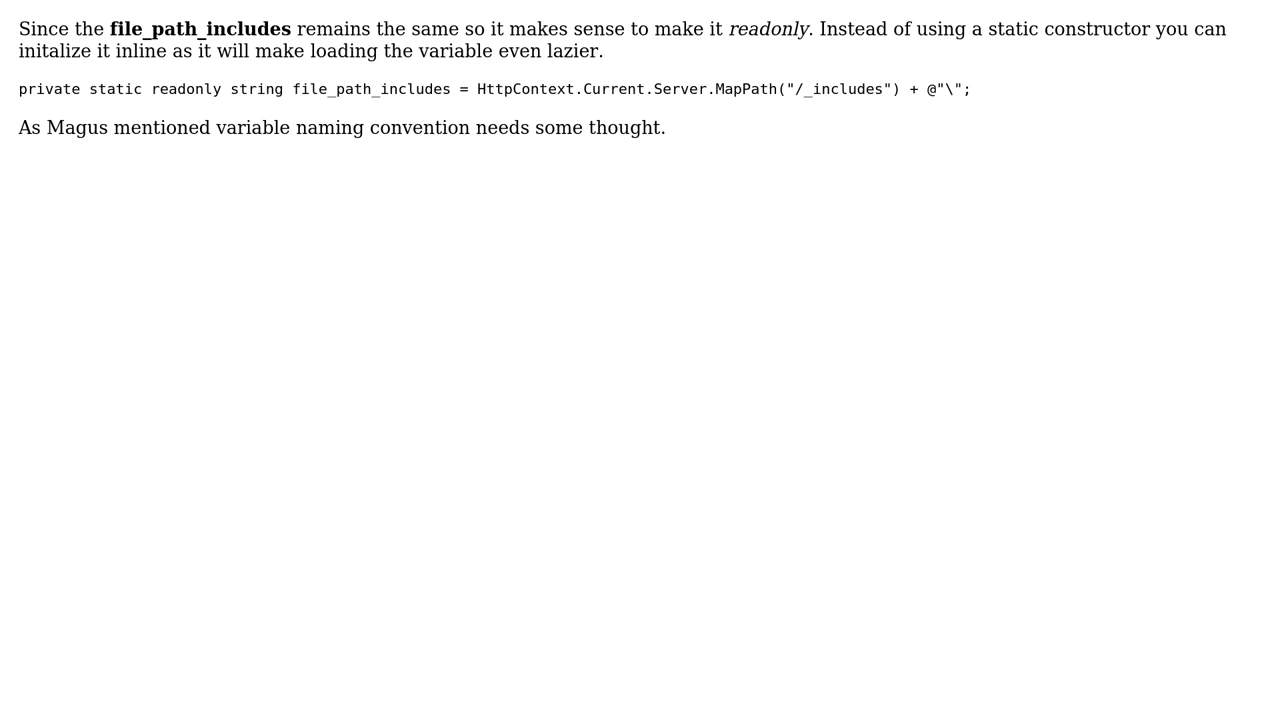 Since the file_path_includes remains the same so it makes sense to make it readonly. Instead of using a static constructor you can
initalize it inline as it will make loading the variable even lazier.
private static readonly string file_path_includes = HttpContext.Current.Server.MapPath("/_includes") + @"\";
As Magus mentioned variable naming convention needs some thought.